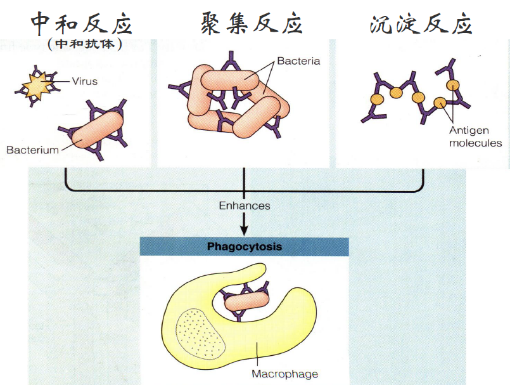 中和反应
(中和抗体)
Virus
Bacterium
聚集反应
Bacteria
沉淀反应
Antigen
molecules
Enhances
Phagocytosis
Macrophage